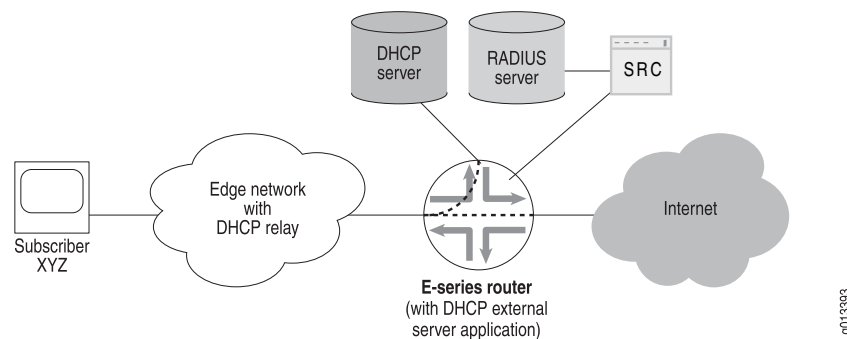 DHCP
server
RADIUS
server
SRC
Edge network
with
DHCP relay
Internet
Subscriber
XYZ
E-series router
(with DHCP external
server application)
g013393